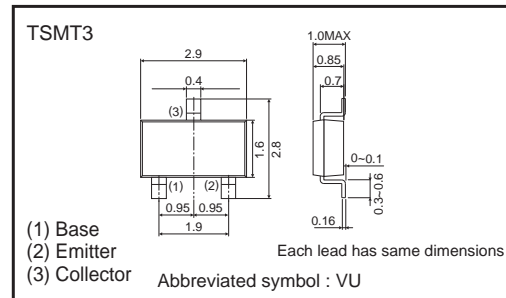 TSMT3
1.0MAX
2.9
0.85
0.4
0.7
(3)
1.6
2.8
0~0.1
(1)
(2)
0.3~0.6
0.95
0.95
0.16
1.9
Each lead has same dimensions
(1) Base
(2) Emitter
(3) Collector
Abbreviated symbol : VU